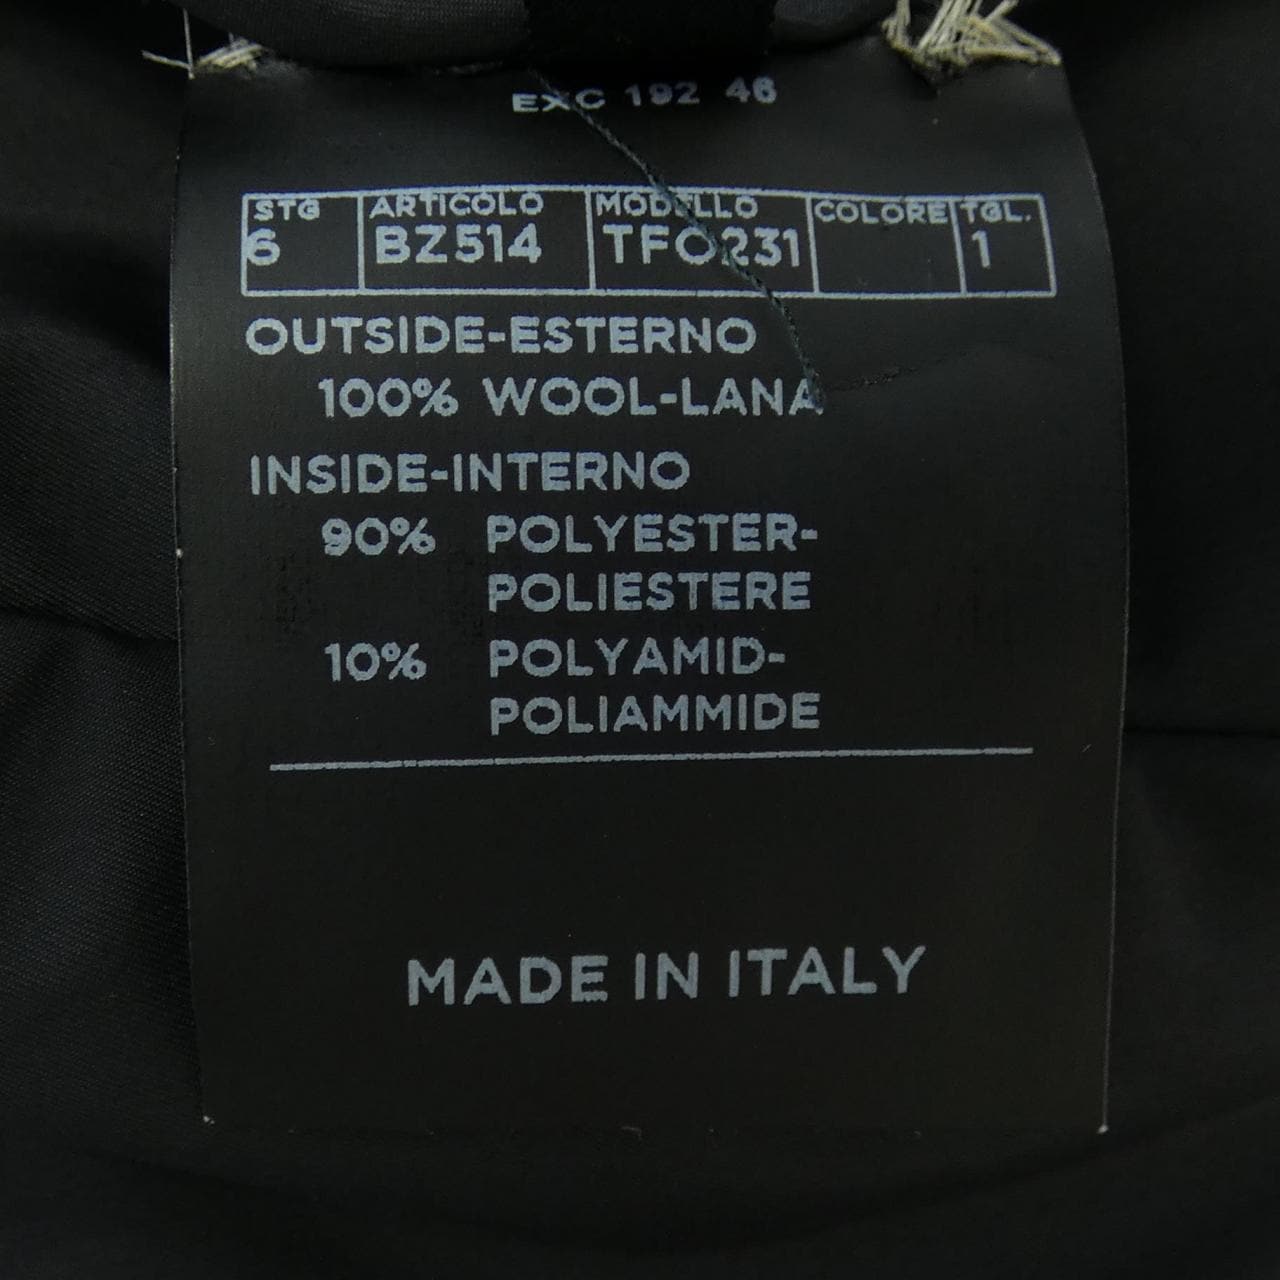 EXC 192 46
STG ARTICOLO MODELLO COLORE TGL.
6 BZ514 TFO231 1
OUTSIDE-ESTERNO
100% WOOL-LANA
INSIDE-INTERNO
90% POLYESTER-
POLIESTERE
10% POLYAMID-
POLIAMMIDE
MADE IN ITALY